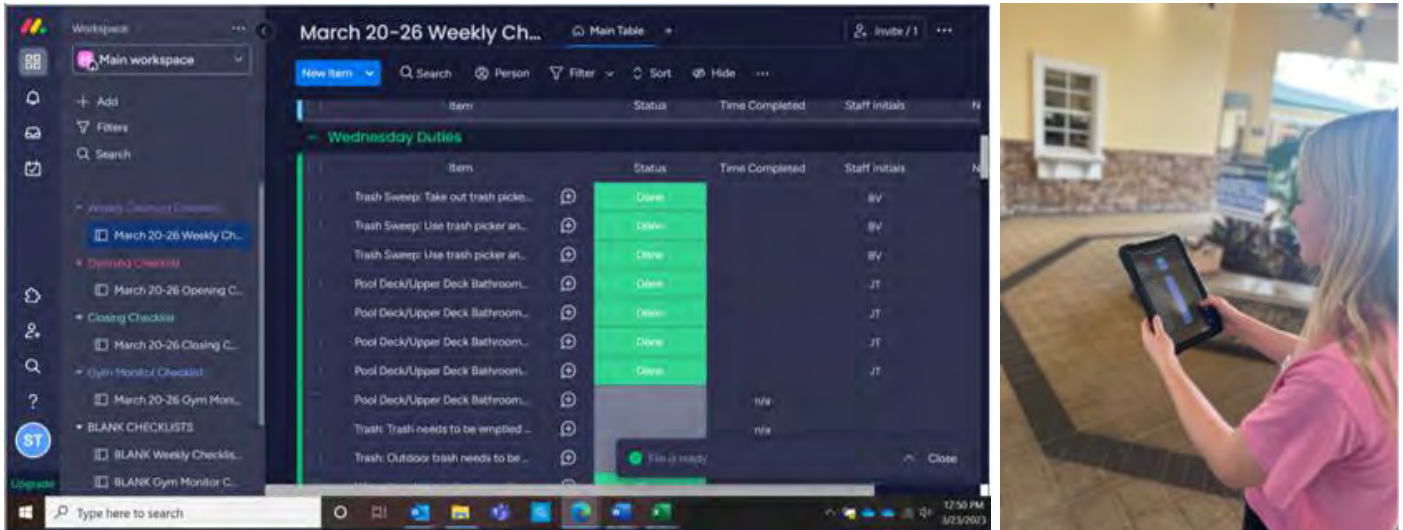 Workspace
Main workspace
Add
Filters
Search
Weekly Cleaning Checklist
March 20-26 Weekly Ch...
Opening Checklist
March 20-26 Opening C...
Closing Checklist
March 20-26 Closing C...
Gym Monitor Checklist
March 20-26 Gym Mon...
BLANK CHECKLISTS
BLANK Weekly Checklis...
BLANK Gym Monitor C...
ST
Upgrade
March 20-26 Weekly Ch...
Main Table
Invite / 1
New Item
Search
Person
Filter
Sort
Hide
Item Status Time Completed Staff Initials N
Wednesday Duties
Item Status Time Completed Staff Initials N
Trash Sweep: Take out trash picke... Done BV
Trash Sweep: Use trash picker an... Done BV
Trash Sweep: Use trash picker an... Done BV
Pool Deck/Upper Deck Bathroom... Done JT
Pool Deck/Upper Deck Bathroom... Done JT
Pool Deck/Upper Deck Bathroom... Done JT
Pool Deck/Upper Deck Bathroom... Done JT
Pool Deck/Upper Deck Bathroom... n/a
Trash: Trash needs to be emptied ... n/a
Trash: Outdoor trash needs to be ...
File is ready
Close
Type here to search
12:50 PM
3/23/2023